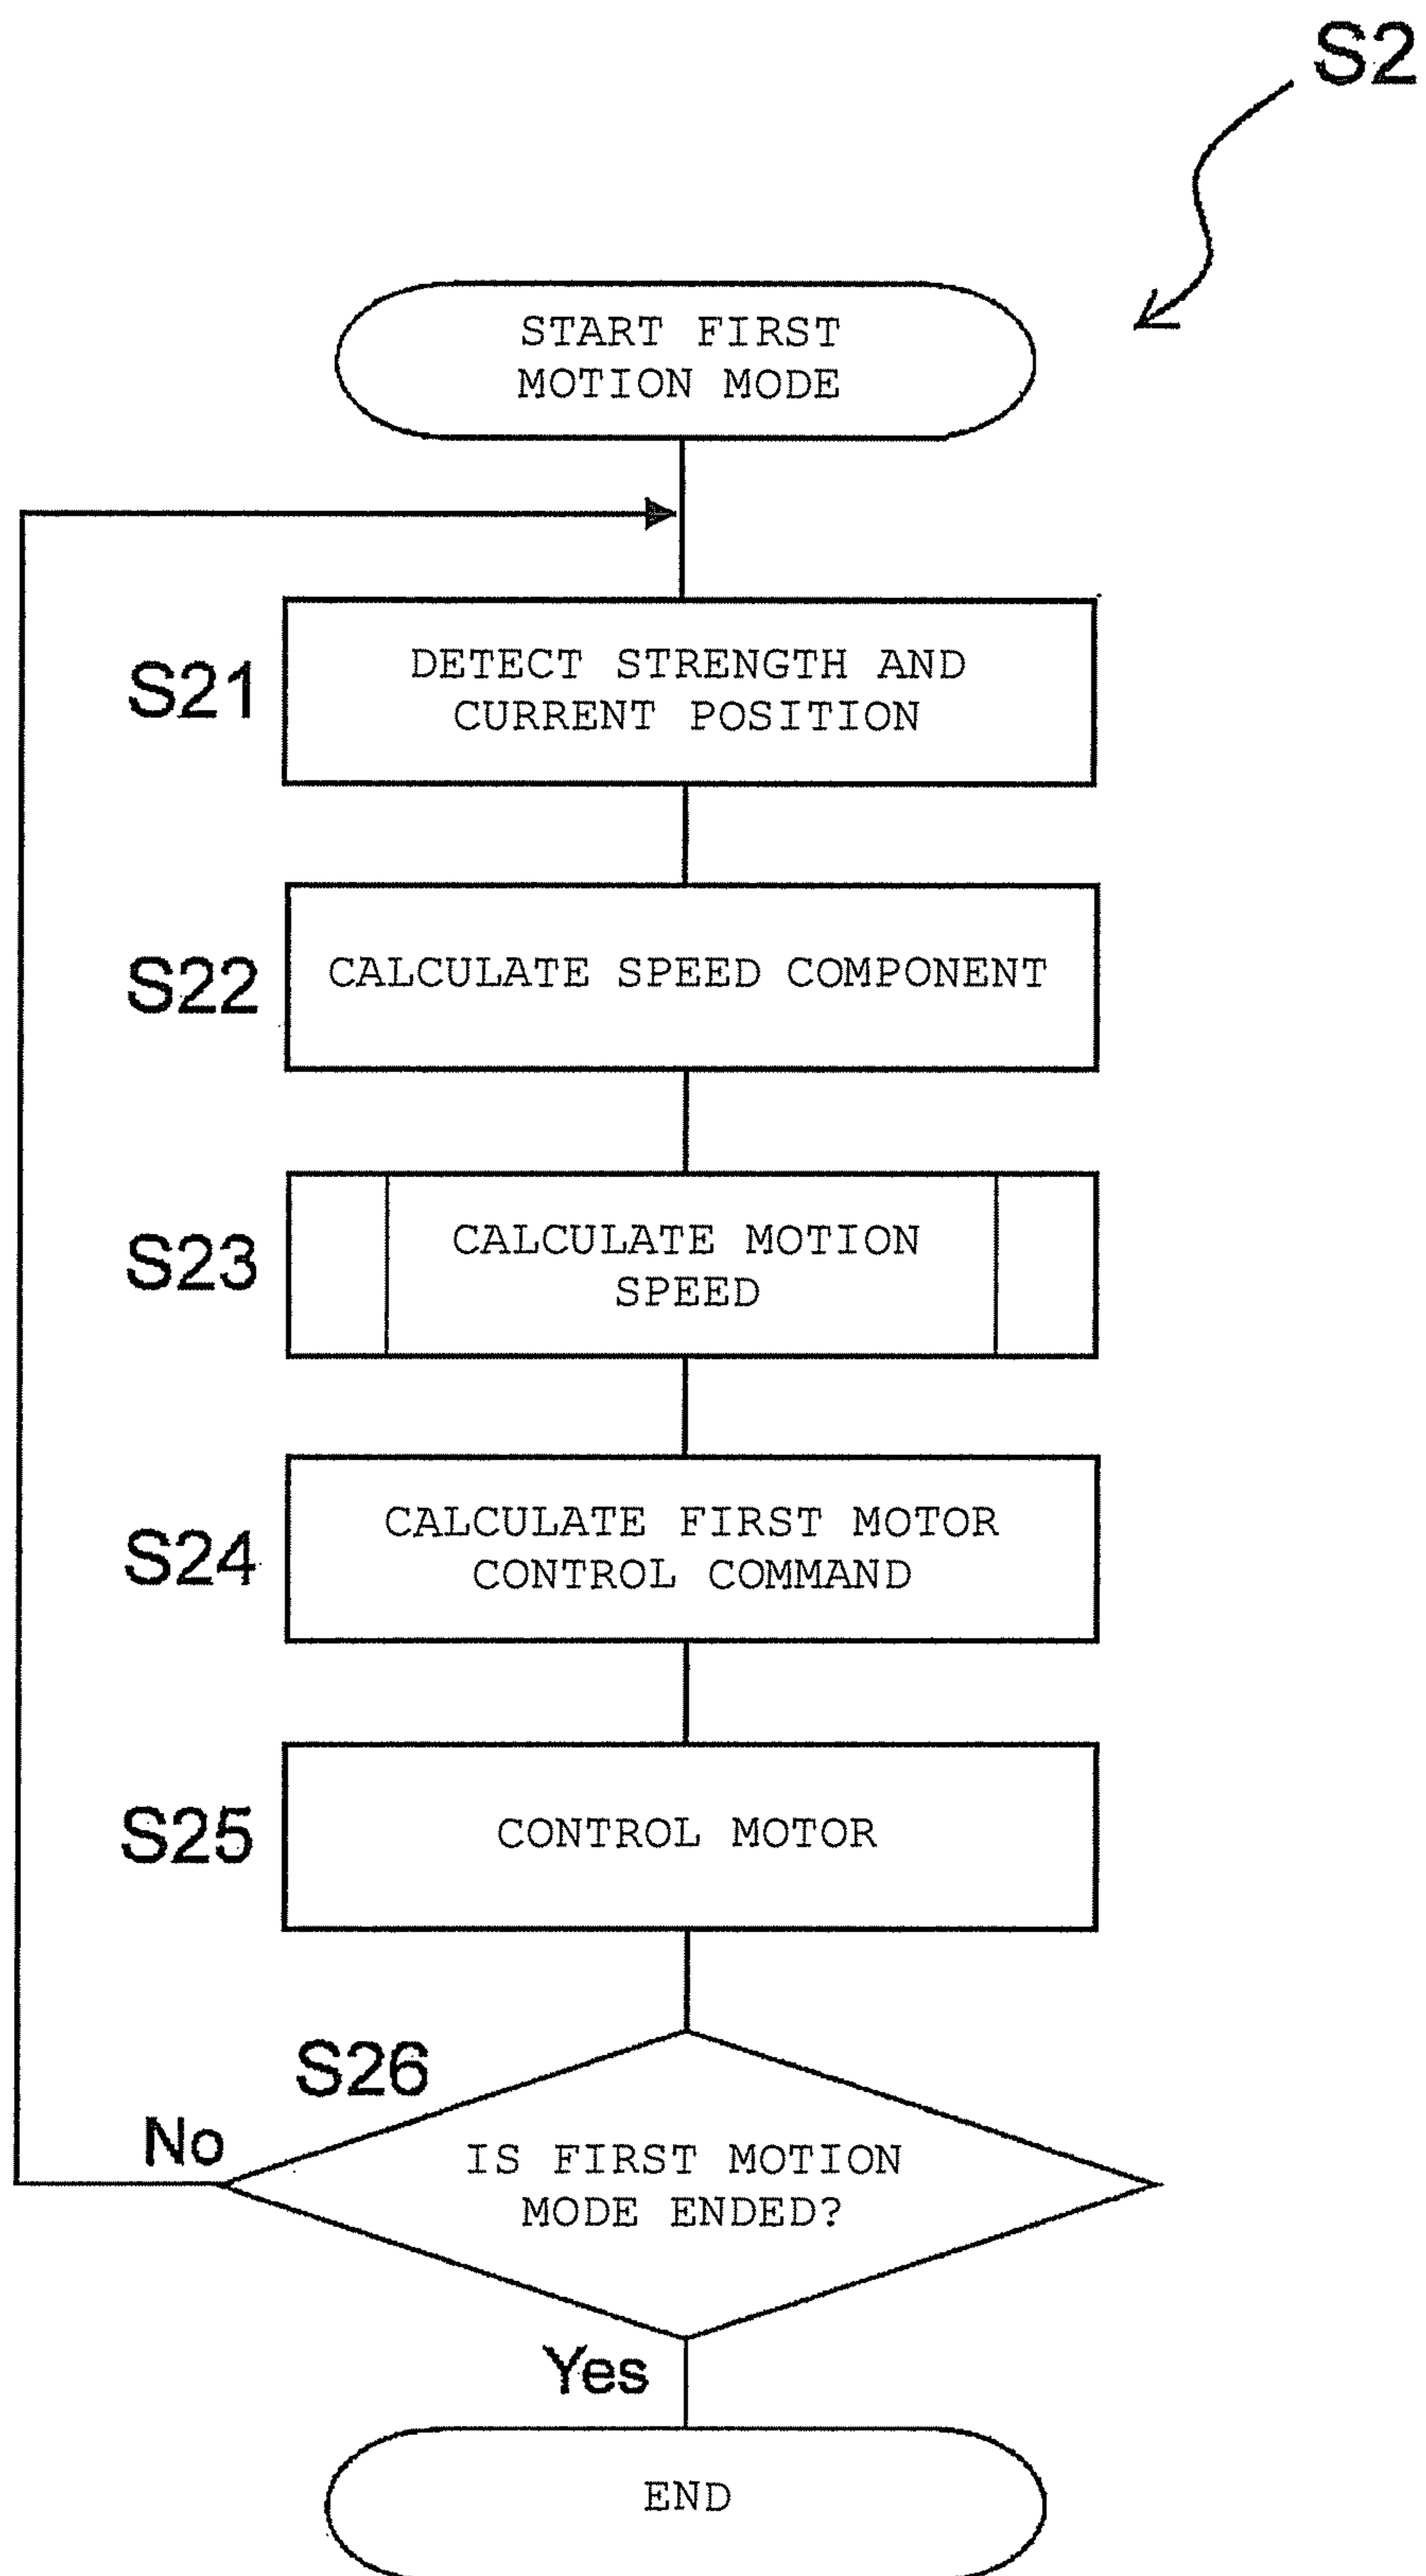 S2
START FIRST
MOTION MODE
S21
DETECT STRENGTH AND
CURRENT POSITION
S22
CALCULATE SPEED COMPONENT
S23
CALCULATE MOTION
SPEED
S24
CALCULATE FIRST MOTOR
CONTROL COMMAND
S25
CONTROL MOTOR
S26
No
IS FIRST MOTION
MODE ENDED?
Yes
END